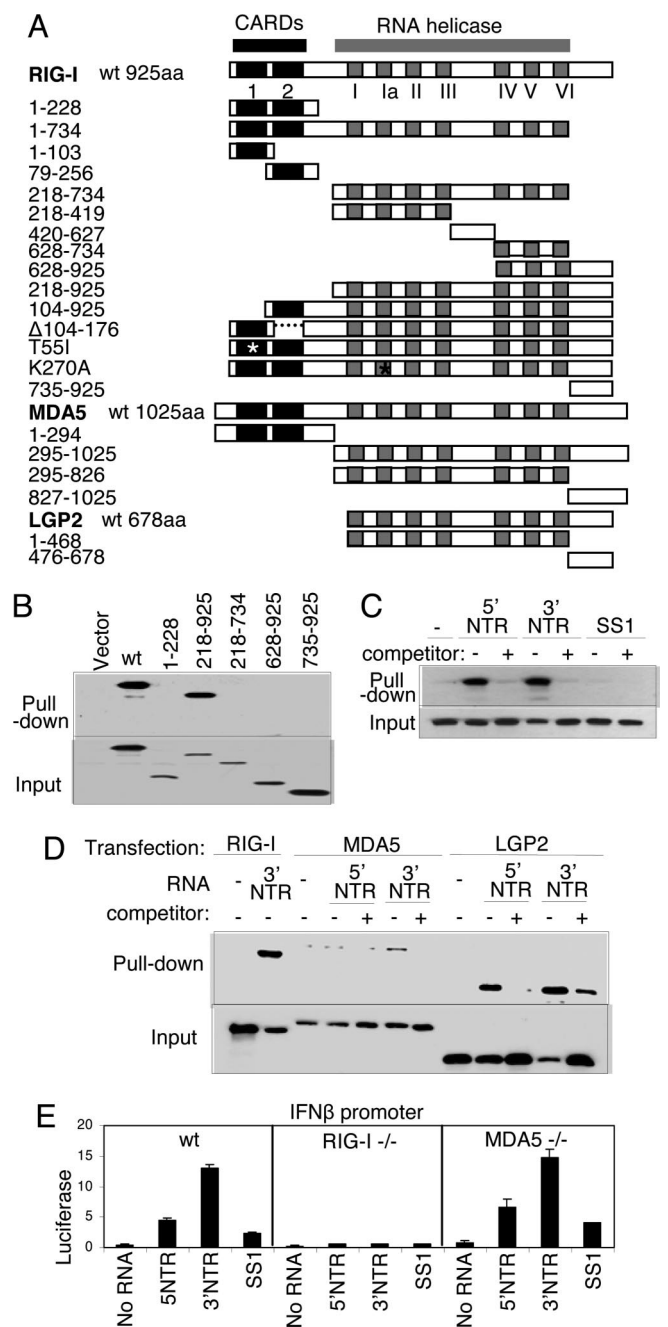 A
CARDs RNA helicase
RIG-I wt 925aa
1 2 I Ia II III IV V VI
1-228
1-734
1-103
79-256
218-734
218-419
420-627
628-734
628-925
218-925
104-925
Δ104-176
T55I
*
K270A
*
735-925
MDA5 wt 1025aa
1-294
295-1025
295-826
827-1025
LGP2 wt 678aa
1-468
476-678
B
Vector wt 1-228 218-925 218-734 628-925 735-925
Pull
-down
Input
C
5' 3'
- NTR NTR SS1
competitor: - + - + - +
Pull
-down
Input
D
Transfection: RIG-I MDA5 LGP2
3' 5' 3' 5' 3'
RNA - NTR - NTR NTR - NTR NTR
competitor: - - - - + - + - - + - +
Pull-down
Input
E
IFNβ promoter
20 wt RIG-I -/- MDA5 -/-
15
10
5
0
Luciferase
No RNA 5NTR 3'NTR SS1 No RNA 5'NTR 3'NTR SS1 No RNA 5'NTR 3'NTR SS1